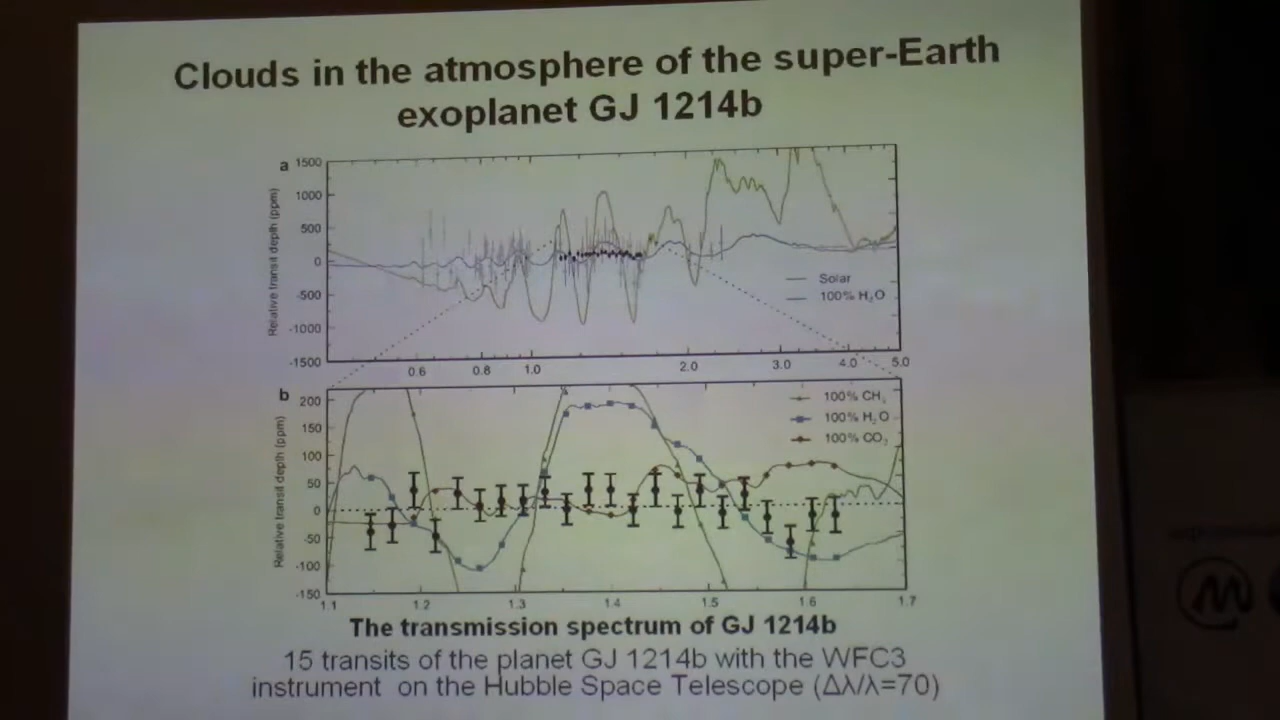 Clouds in the atmosphere of the super-Earth
exoplanet GJ 1214b
a
1500
1000
500
0
-500
-1000
-1500
Relative transit depth (ppm)
Solar
100% H₂O
0.6 0.8 1.0 2.0 3.0 4.0 5.0
b
200
150
100
50
0
-50
-100
-150
Relative transit depth (ppm)
100% CH₄
100% H₂O
100% CO₂
1.1 1.2 1.3 1.4 1.5 1.6 1.7
The transmission spectrum of GJ 1214b
15 transits of the planet GJ 1214b with the WFC3
instrument on the Hubble Space Telescope (Δλ/λ=70)